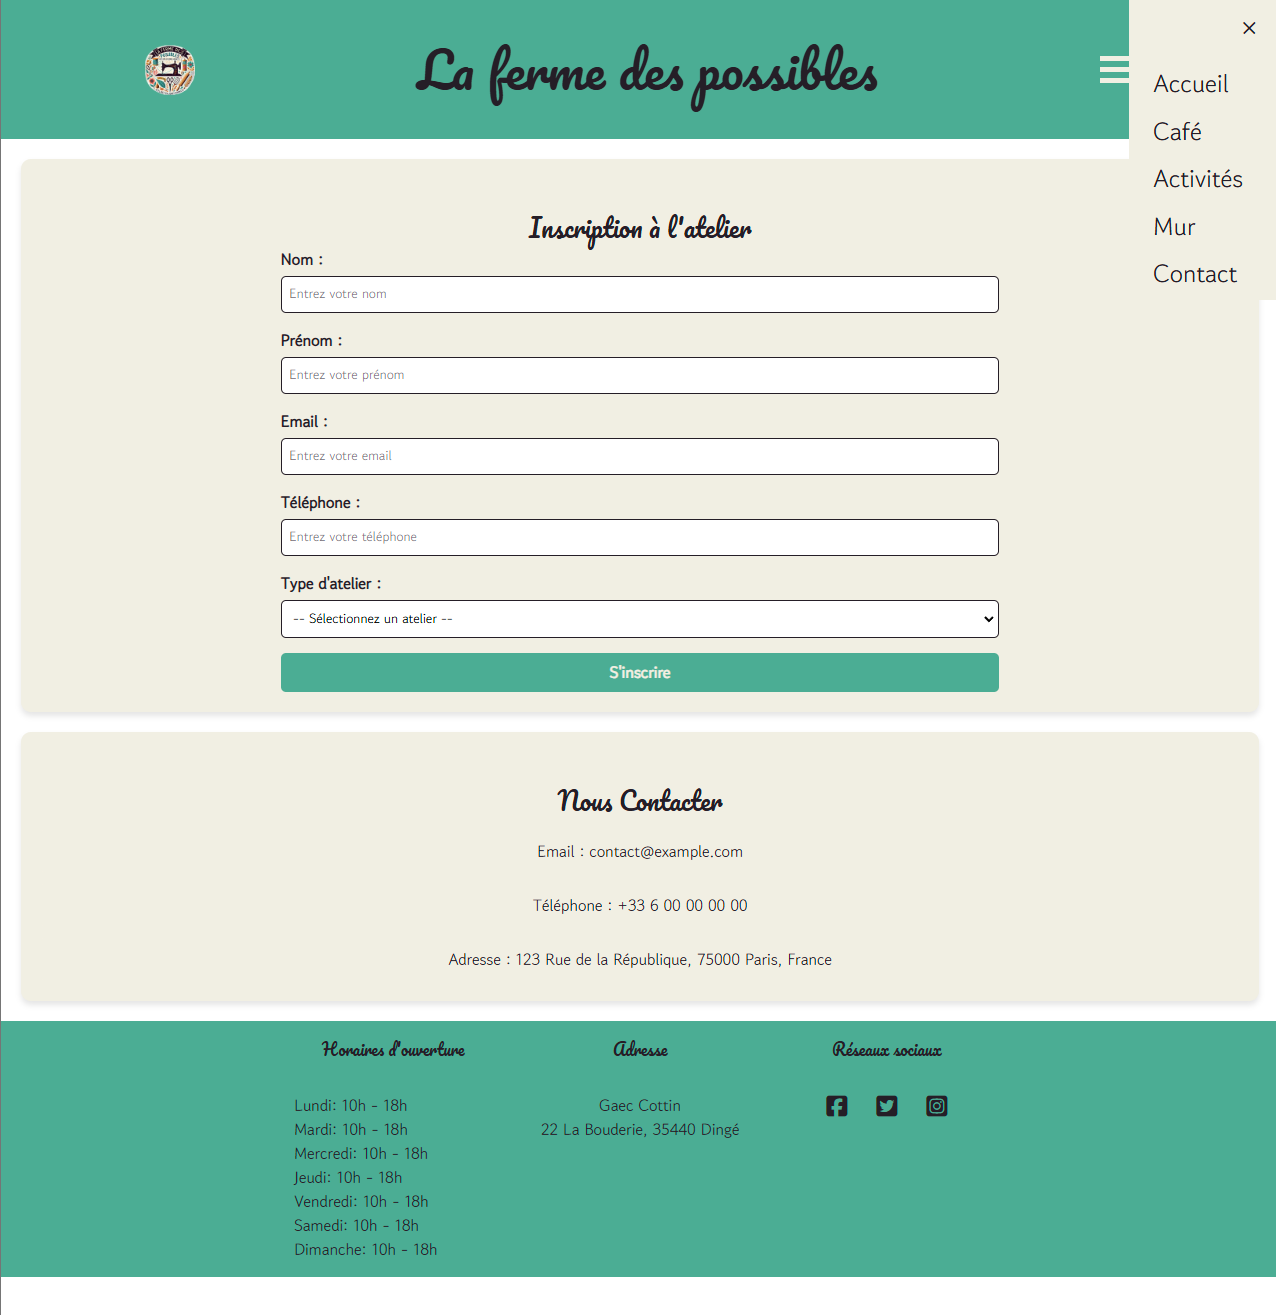 La ferme des possibles
×
Accueil
Café
Activités
Mur
Contact
Inscription à l'atelier
Nom :
Entrez votre nom
Prénom :
Entrez votre prénom
Email :
Entrez votre email
Téléphone :
Entrez votre téléphone
Type d'atelier :
-- Sélectionnez un atelier --
S'inscrire
Nous Contacter
Email : contact@example.com
Téléphone : +33 6 00 00 00 00
Adresse : 123 Rue de la République, 75000 Paris, France
Horaires d'ouverture
Lundi: 10h - 18h
Mardi: 10h - 18h
Mercredi: 10h - 18h
Jeudi: 10h - 18h
Vendredi: 10h - 18h
Samedi: 10h - 18h
Dimanche: 10h - 18h
Adresse
Gaec Cottin
22 La Bouderie, 35440 Dingé
Réseaux sociaux